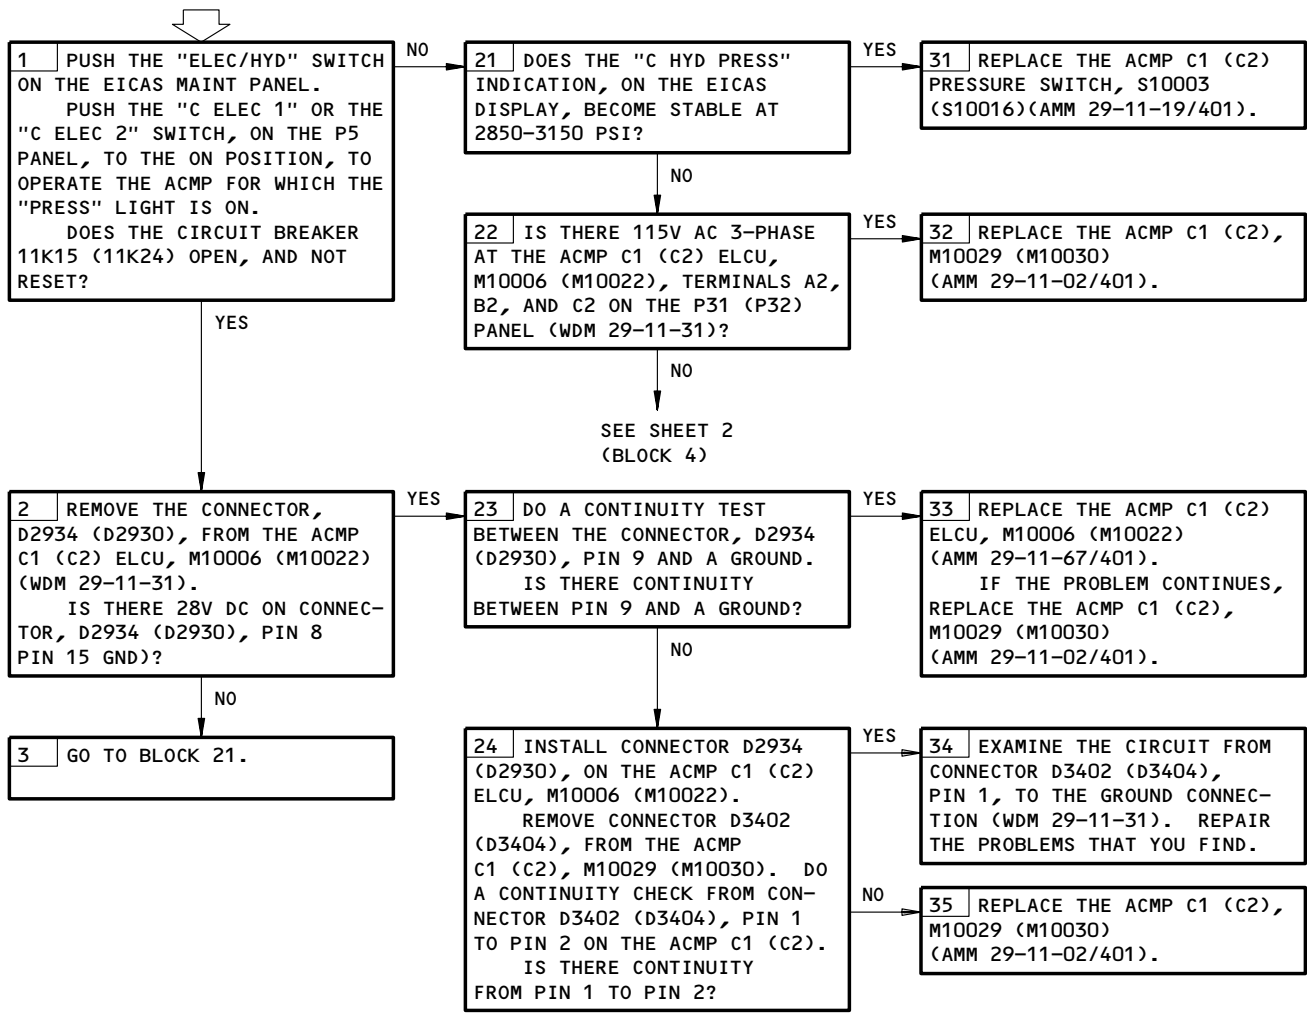 1 PUSH THE "ELEC/HYD" SWITCH
ON THE EICAS MAINT PANEL.
PUSH THE "C ELEC 1" OR THE
"C ELEC 2" SWITCH, ON THE P5
PANEL, TO THE ON POSITION, TO
OPERATE THE ACMP FOR WHICH THE
"PRESS" LIGHT IS ON.
DOES THE CIRCUIT BREAKER
11K15 (11K24) OPEN, AND NOT
RESET?
NO
21 DOES THE "C HYD PRESS"
INDICATION, ON THE EICAS
DISPLAY, BECOME STABLE AT
2850-3150 PSI?
YES
31 REPLACE THE ACMP C1 (C2)
PRESSURE SWITCH, S10003
(S10016)(AMM 29-11-19/401).
NO
22 IS THERE 115V AC 3-PHASE
AT THE ACMP C1 (C2) ELCU,
M10006 (M10022), TERMINALS A2,
B2, AND C2 ON THE P31 (P32)
PANEL (WDM 29-11-31)?
YES
32 REPLACE THE ACMP C1 (C2),
M10029 (M10030)
(AMM 29-11-02/401).
NO
SEE SHEET 2
(BLOCK 4)
YES
2 REMOVE THE CONNECTOR,
D2934 (D2930), FROM THE ACMP
C1 (C2) ELCU, M10006 (M10022)
(WDM 29-11-31).
IS THERE 28V DC ON CONNEC-
TOR, D2934 (D2930), PIN 8
PIN 15 GND)?
YES
23 DO A CONTINUITY TEST
BETWEEN THE CONNECTOR, D2934
(D2930), PIN 9 AND A GROUND.
IS THERE CONTINUITY
BETWEEN PIN 9 AND A GROUND?
YES
33 REPLACE THE ACMP C1 (C2)
ELCU, M10006 (M10022)
(AMM 29-11-67/401).
IF THE PROBLEM CONTINUES,
REPLACE THE ACMP C1 (C2),
M10029 (M10030)
(AMM 29-11-02/401).
NO
3 GO TO BLOCK 21.
NO
24 INSTALL CONNECTOR D2934
(D2930), ON THE ACMP C1 (C2)
ELCU, M10006 (M10022).
REMOVE CONNECTOR D3402
(D3404), FROM THE ACMP
C1 (C2), M10029 (M10030). DO
A CONTINUITY CHECK FROM CON-
NECTOR D3402 (D3404), PIN 1
TO PIN 2 ON THE ACMP C1 (C2).
IS THERE CONTINUITY
FROM PIN 1 TO PIN 2?
YES
34 EXAMINE THE CIRCUIT FROM
CONNECTOR D3402 (D3404),
PIN 1, TO THE GROUND CONNEC-
TION (WDM 29-11-31). REPAIR
THE PROBLEMS THAT YOU FIND.
NO
35 REPLACE THE ACMP C1 (C2),
M10029 (M10030)
(AMM 29-11-02/401).